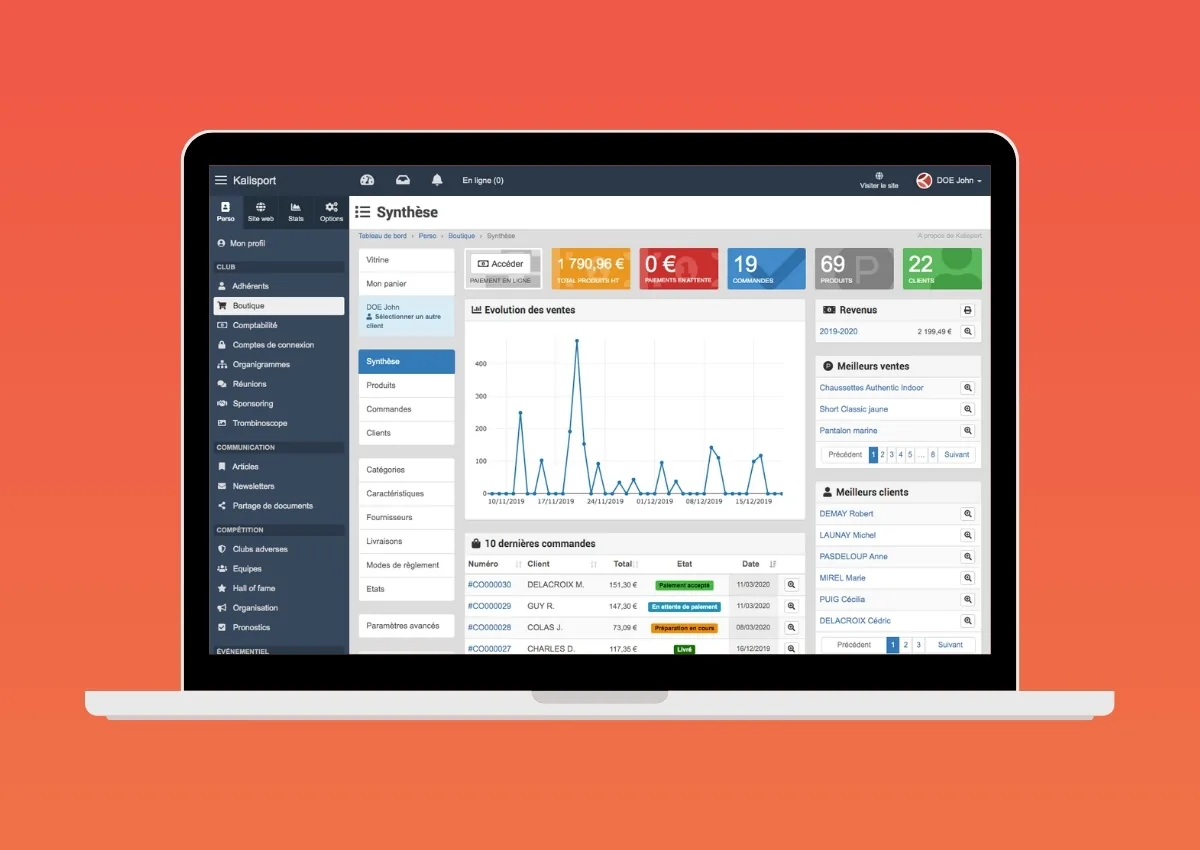 Kalisport
En ligne (0)
Visiter le site
DOE John
Perso
Site web
Stats
Options
Synthèse
Tableau de bord
Perso
Boutique
Synthèse
A propos de Kalisport
Mon profil
CLUB
Adhérents
Boutique
Comptabilité
Comptes de connexion
Organigrammes
Réunions
Sponsoring
Trombinoscope
COMMUNICATION
Articles
Newsletters
Partage de documents
COMPÉTITION
Clubs adverses
Equipes
Hall of fame
Organisation
Pronostics
ÉVÉNEMENTIEL
Vitrine
Mon panier
DOE John
Sélectionner un autre
client
Synthèse
Produits
Commandes
Clients
Catégories
Caractéristiques
Fournisseurs
Livraisons
Modes de règlement
Etats
Paramètres avancés
Accéder
PAIEMENT EN LIGNE
1 790,96 €
TOTAL PRODUITS HT
0 €
PAIEMENTS EN ATTENTE
19
COMMANDES
69
PRODUITS
22
CLIENTS
Evolution des ventes
400
300
200
100
0
10/11/2019 17/11/2019 24/11/2019 01/12/2019 08/12/2019 15/12/2019
10 dernières commandes
Numéro Client Total Etat Date
#CO000030 DELACROIX M. 151,30 € Paiement accepté 11/03/2020
#CO000029 GUY R. 147,30 € En attente de paiement 11/03/2020
#CO000028 COLAS J. 73,09 € Préparation en cours 08/03/2020
#CO000027 CHARLES D. 117,35 € Livré 16/12/2019
Revenus
2019-2020 2 199,49 €
Meilleurs ventes
Chaussettes Authentic Indoor
Short Classic jaune
Pantalon marine
Précédent 1 2 3 4 5 ... 8 Suivant
Meilleurs clients
DEMAY Robert
LAUNAY Michel
PASDELOUP Anne
MIREL Marie
PUIG Cécilia
DELACROIX Cédric
Précédent 1 2 3 Suivant